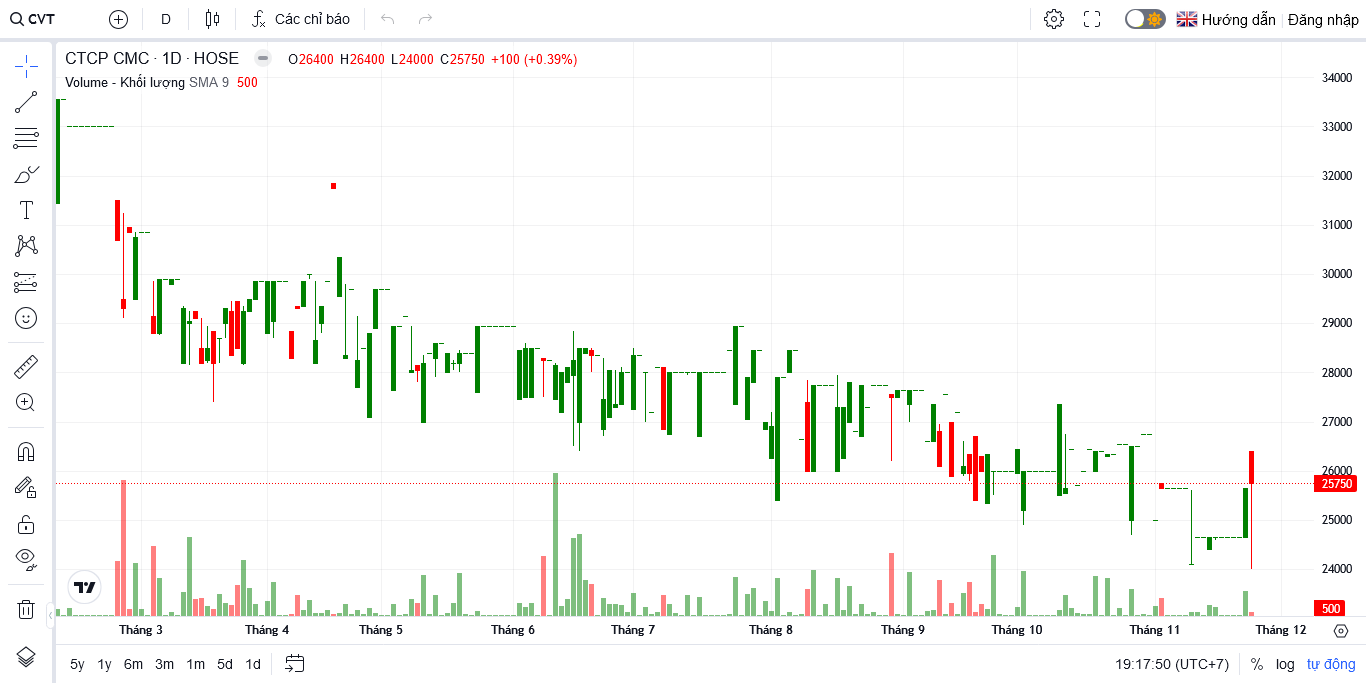 CVT D Các chỉ báo Hướng dẫn Đăng nhập
CTCP CMC · 1D · HOSE O26400 H26400 L24000 C25750 +100 (+0.39%)
Volume - Khối lượng SMA 9 500
34000
33000
32000
31000
30000
29000
28000
27000
26000
25750
25000
24000
500
Tháng 3 Tháng 4 Tháng 5 Tháng 6 Tháng 7 Tháng 8 Tháng 9 Tháng 10 Tháng 11 Tháng 12
5y 1y 6m 3m 1m 5d 1d 19:17:50 (UTC+7) % log tự động